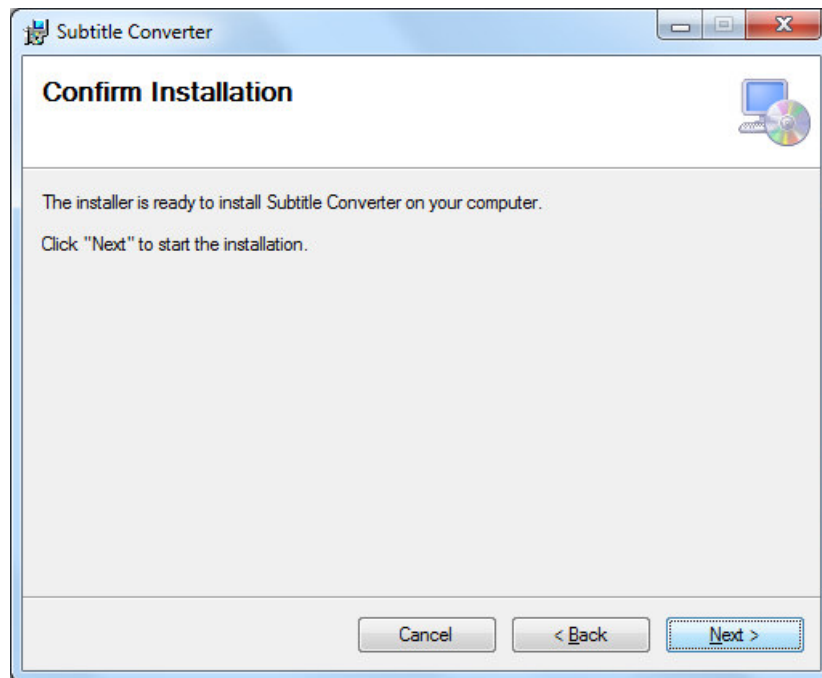 Subtitle Converter
Confirm Installation
The installer is ready to install Subtitle Converter on your computer.
Click "Next" to start the installation.
Cancel
< Back
Next >